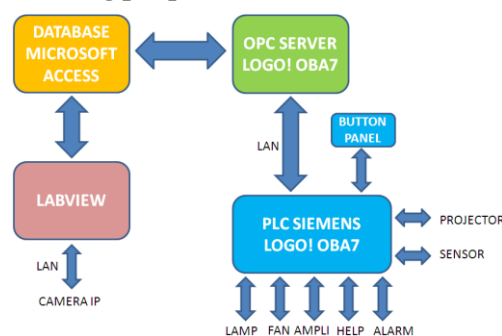 DATABASE
MICROSOFT
ACCESS
OPC SERVER
LOGO! OBA7
LAN
BUTTON
PANEL
LABVIEW
PLC SIEMENS
LOGO! OBA7
PROJECTOR
SENSOR
LAN
CAMERA IP
LAMP FAN AMPLI HELP ALARM